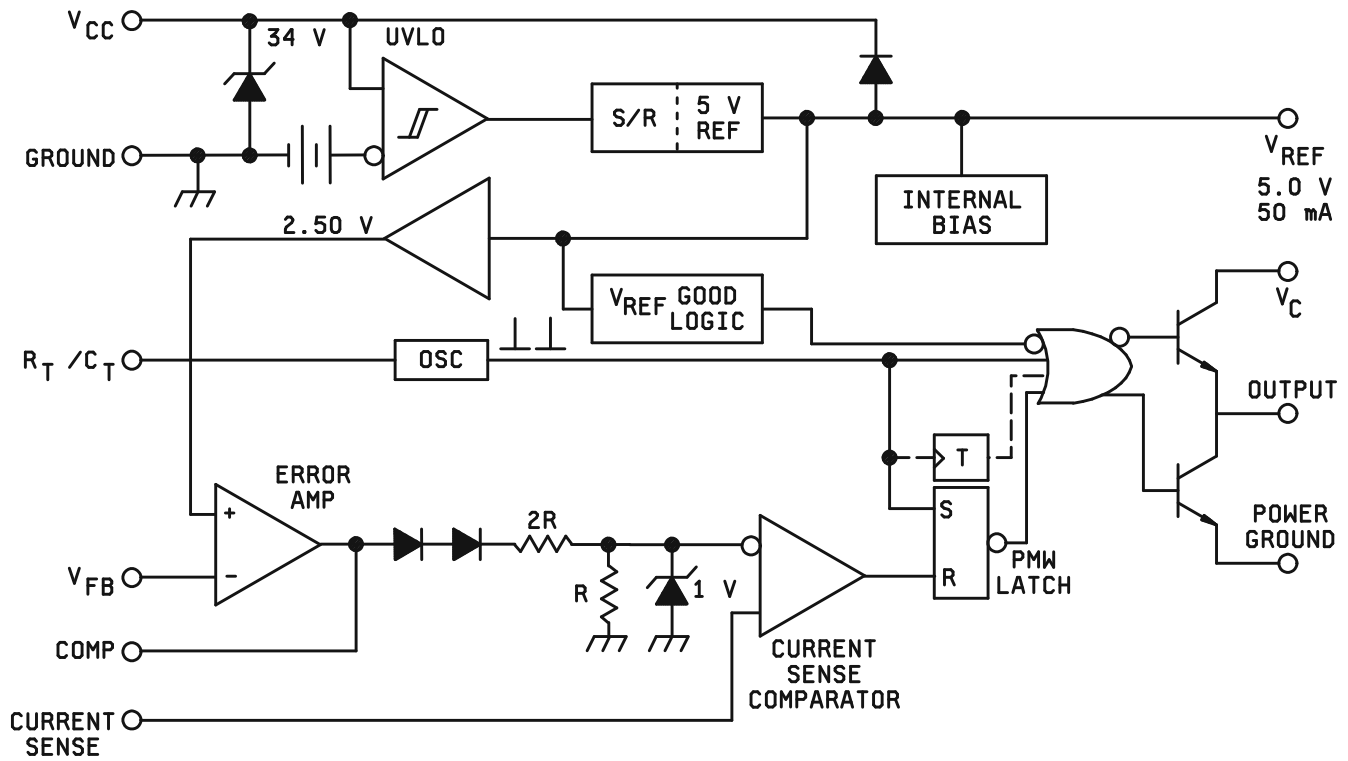 VCC
34 V
UVLO
S/R
5 V
REF
GROUND
VREF
5.0 V
50 mA
INTERNAL
BIAS
2.50 V
VREF GOOD
LOGIC
VC
RT /CT
OSC
OUTPUT
T
ERROR
AMP
+
−
2R
S
R
POWER
GROUND
PMW
LATCH
VFB
R
1 V
COMP
CURRENT
SENSE
COMPARATOR
CURRENT
SENSE